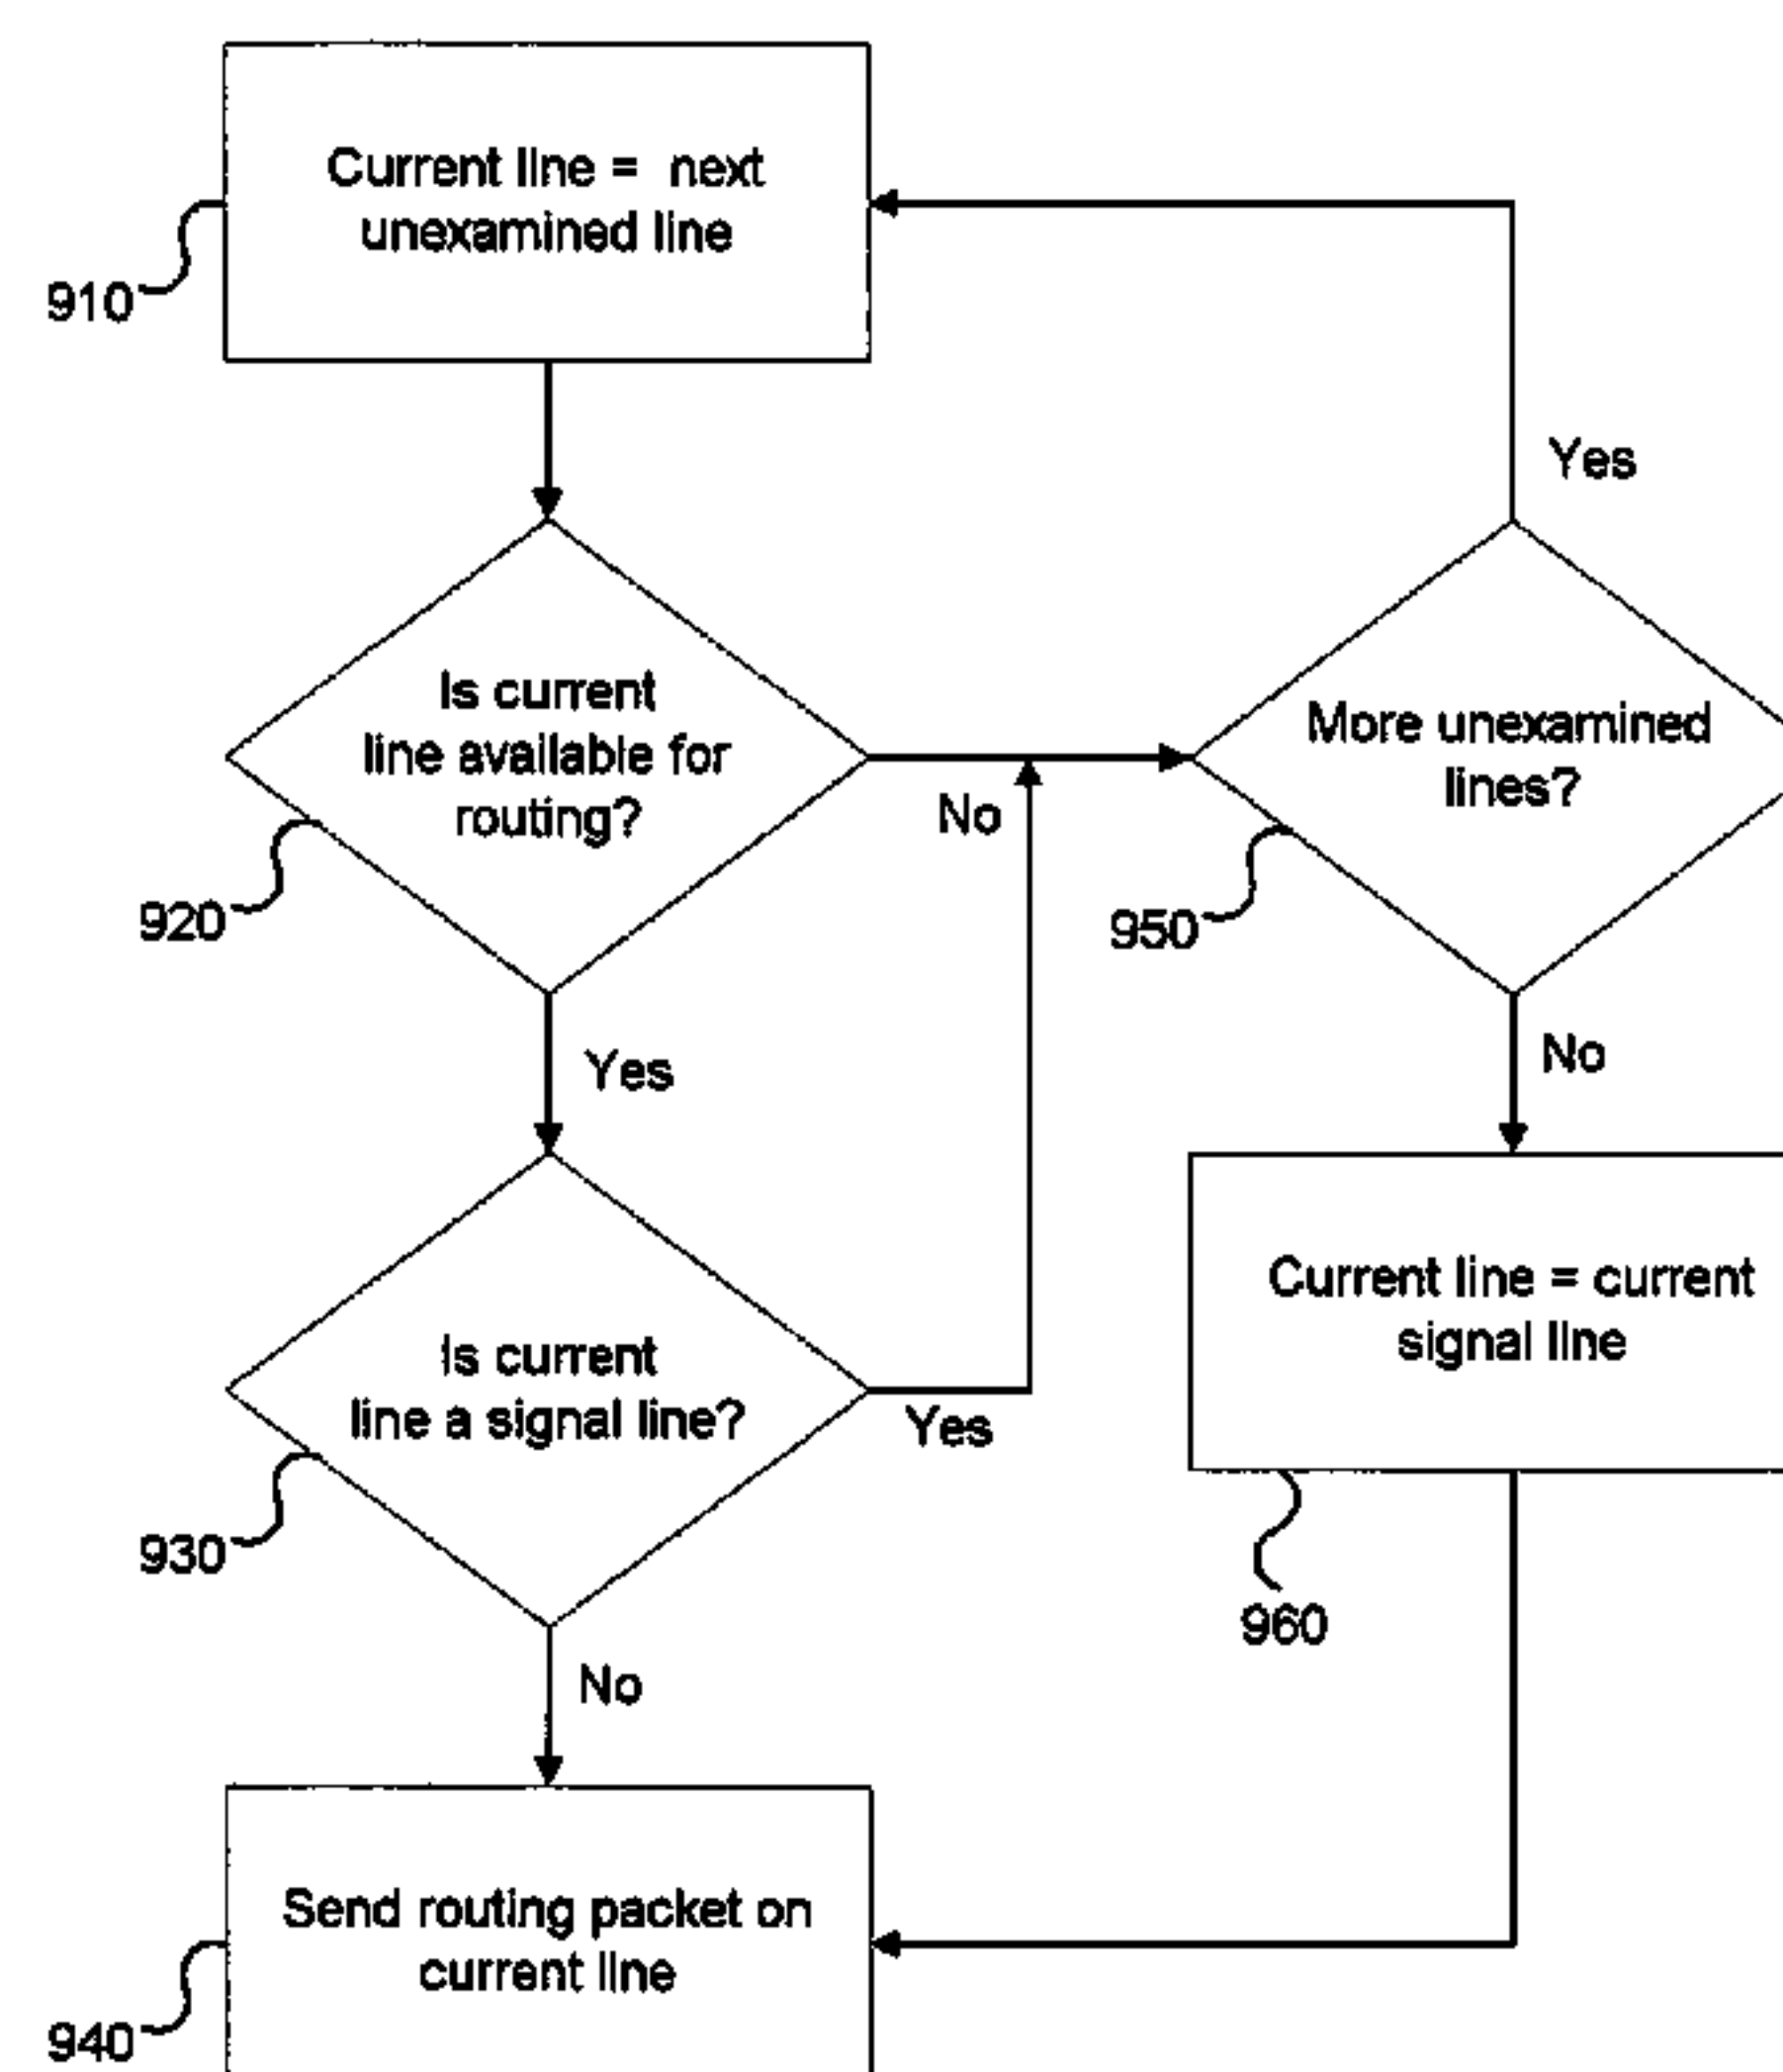 Current line = next
unexamined line
910
Yes
Is current
line available for
routing?
No
920
More unexamined
lines?
950
Yes
No
Is current
line a signal line?
Yes
930
Current line = current
signal line
960
No
Send routing packet on
current line
940